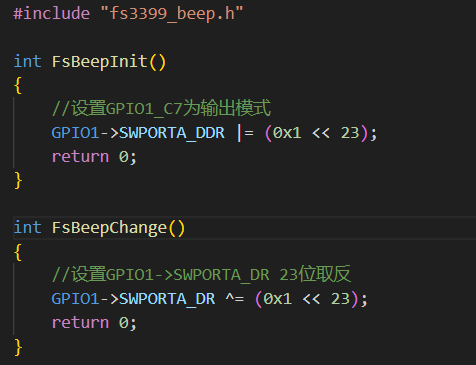 #include "fs3399_beep.h"
int FsBeepInit()
{
//设置GPIO1_C7为输出模式
GPIO1->SWPORTA_DDR |= (0x1 << 23);
return 0;
}
int FsBeepChange()
{
//设置GPIO1->SWPORTA_DR 23位取反
GPIO1->SWPORTA_DR ^= (0x1 << 23);
return 0;
}